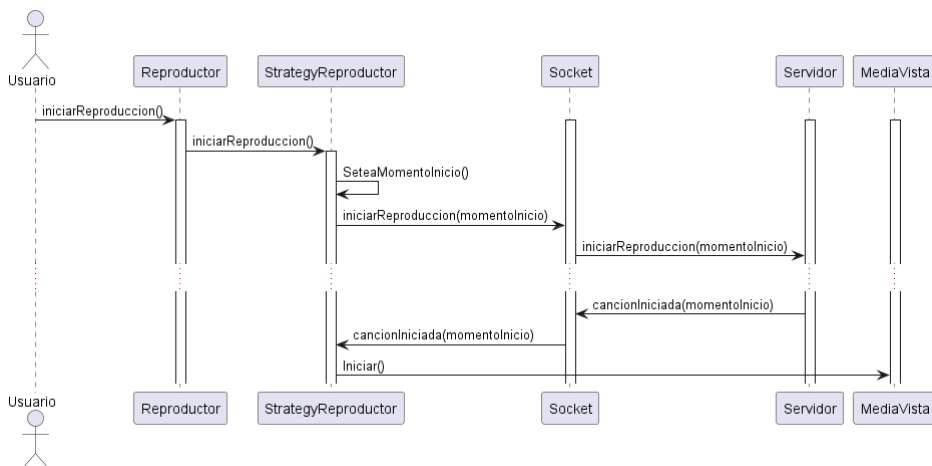 Usuario
Reproductor
StrategyReproductor
Socket
Servidor
MediaVista
iniciarReproduccion()
iniciarReproduccion()
SeteaMomentoInicio()
iniciarReproduccion(momentoInicio)
iniciarReproduccion(momentoInicio)
cancionIniciada(momentoInicio)
cancionIniciada(momentoInicio)
Iniciar()
Usuario
Reproductor
StrategyReproductor
Socket
Servidor
MediaVista